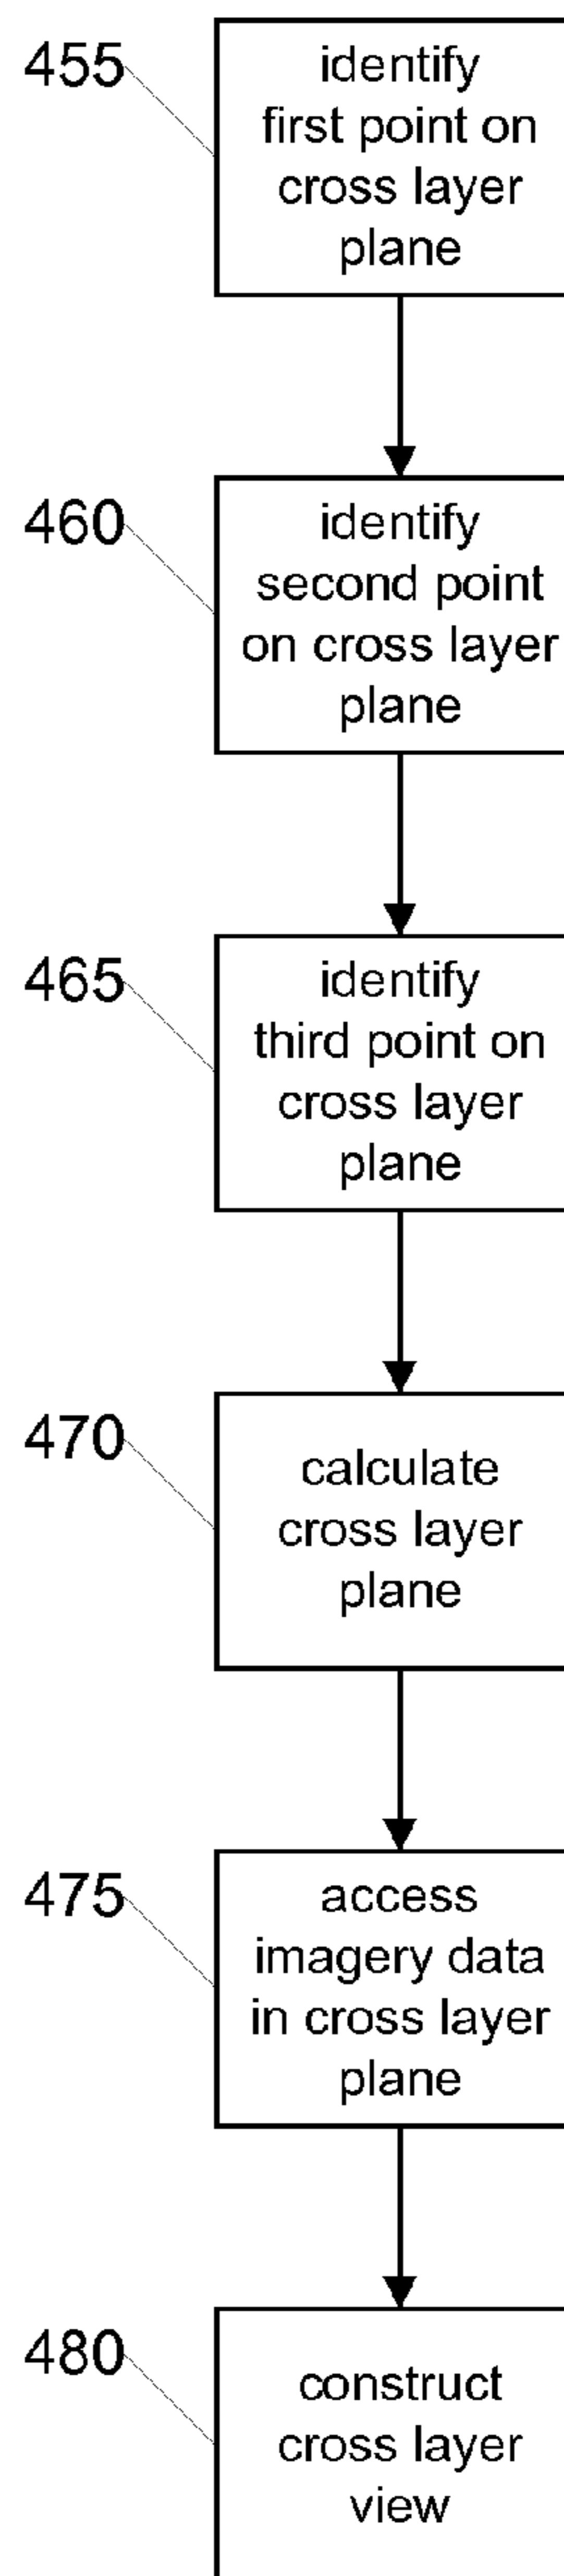 455
identify
first point on
cross layer
plane
460
identify
second point
on cross layer
plane
465
identify
third point on
cross layer
plane
470
calculate
cross layer
plane
475
access
imagery data
in cross layer
plane
480
construct
cross layer
view